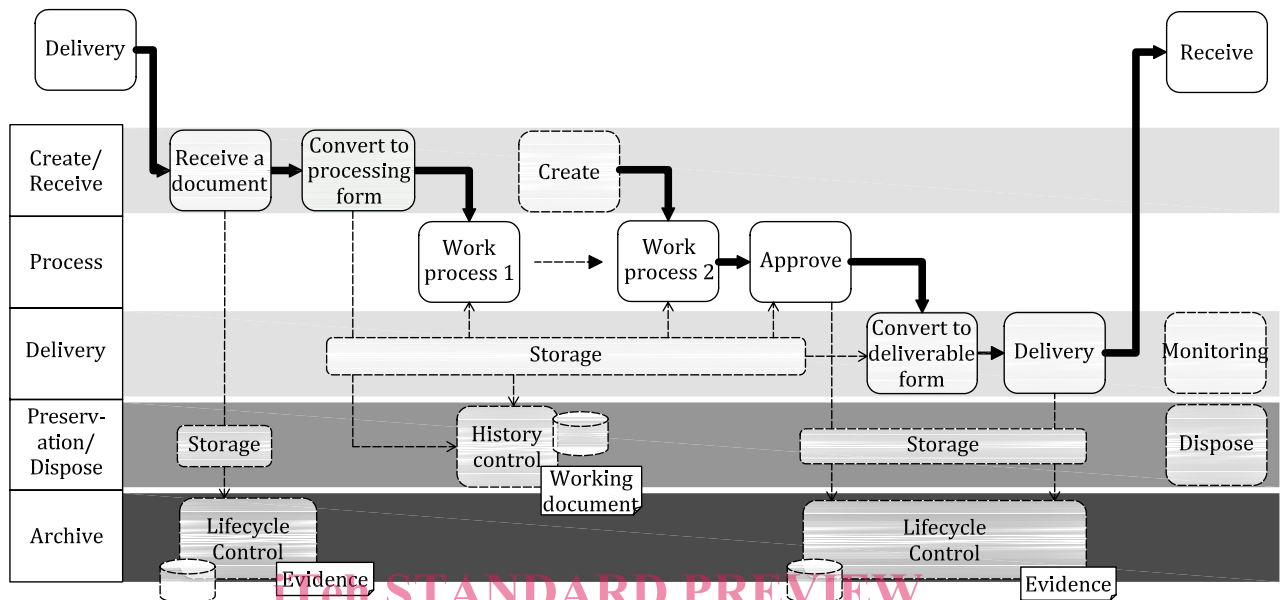 Delivery
Receive
Create/
Receive
Receive a
document
Convert to
processing
form
Create
Process
Work
process 1
Work
process 2
Approve
Delivery
Storage
Convert to
deliverable
form
Delivery
Monitoring
Preserv-
ation/
Dispose
Storage
History
control
Working
document
Storage
Dispose
Archive
Lifecycle
Control
Evidence
Lifecycle
Control
Evidence
iTeh STANDARD PREVIEW